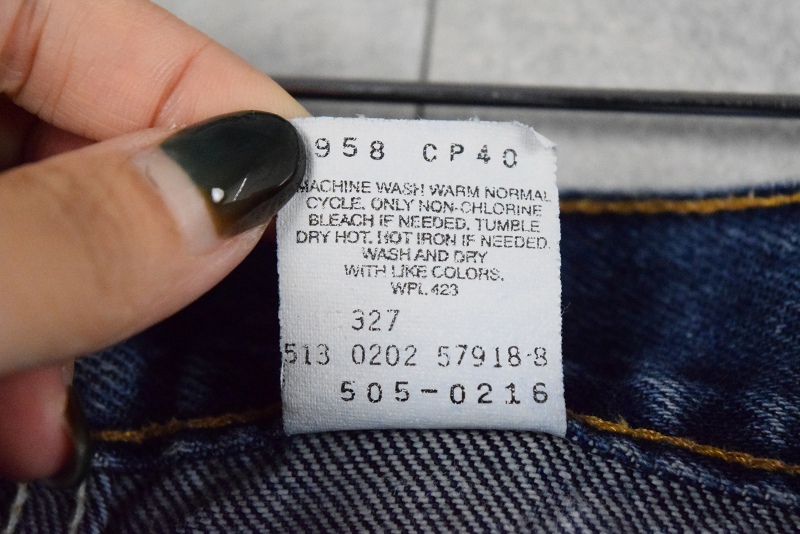 958 CP40
MACHINE WASH WARM NORMAL
CYCLE. ONLY NON-CHLORINE
BLEACH IF NEEDED. TUMBLE
DRY HOT. HOT IRON IF NEEDED.
WASH AND DRY
WITH LIKE COLORS.
WPL 423
327
513 0202 57918-8
505-0216